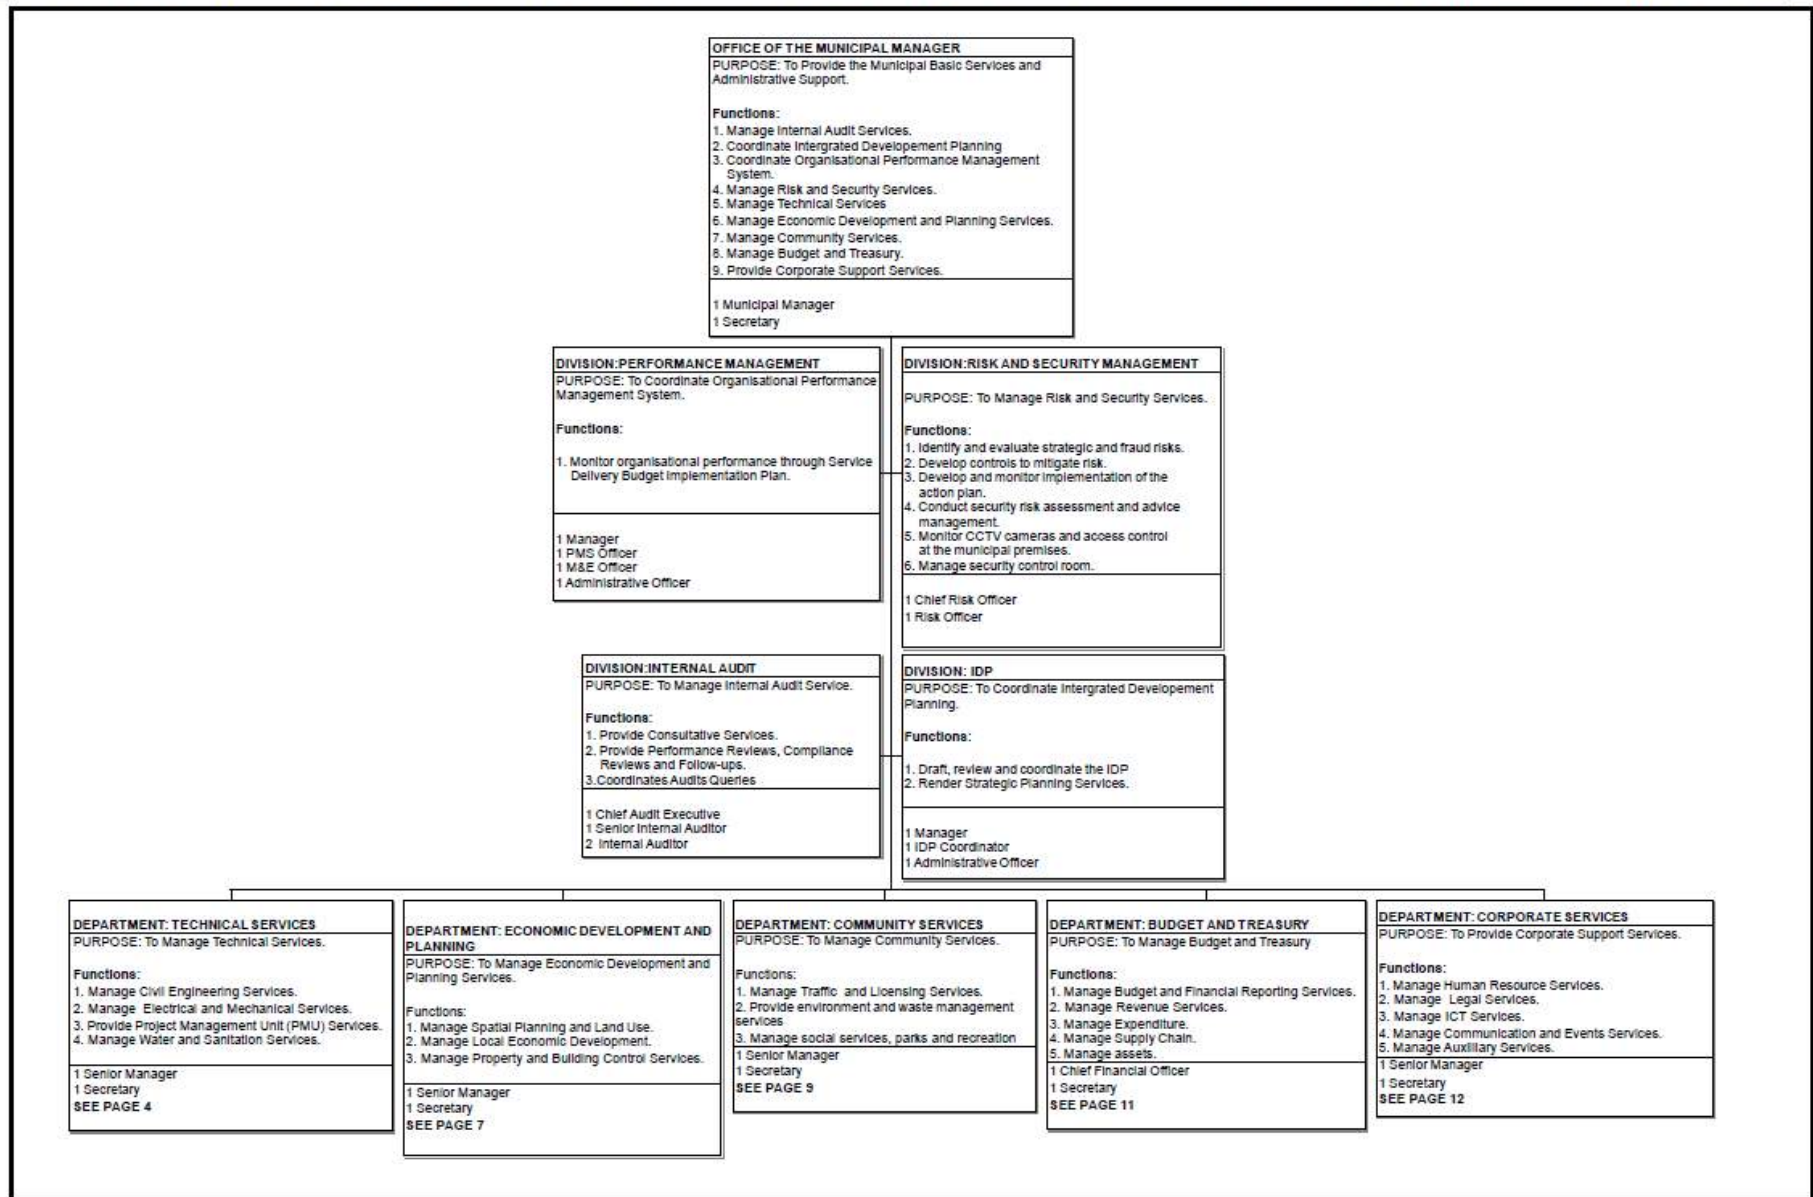 OFFICE OF THE MUNICIPAL MANAGER
PURPOSE: To Provide the Municipal Basic Services and
Administrative Support.
Functions:
1. Manage Internal Audit Services.
2. Coordinate Intergrated Developement Planning
3. Coordinate Organisational Performance Management
System.
4. Manage Risk and Security Services.
5. Manage Technical Services
6. Manage Economic Development and Planning Services.
7. Manage Community Services.
8. Manage Budget and Treasury.
9. Provide Corporate Support Services.
1 Municipal Manager
1 Secretary
DIVISION:PERFORMANCE MANAGEMENT
PURPOSE: To Coordinate Organisational Performance
Management System.
Functions:
1. Monitor organisational performance through Service
Delivery Budget Implementation Plan.
1 Manager
1 PMS Officer
1 M&E Officer
1 Administrative Officer
DIVISION:RISK AND SECURITY MANAGEMENT
PURPOSE: To Manage Risk and Security Services.
Functions:
1. Identify and evaluate strategic and fraud risks.
2. Develop controls to mitigate risk.
3. Develop and monitor implementation of the
action plan.
4. Conduct security risk assessment and advice
management.
5. Monitor CCTV cameras and access control
at the municipal premises.
6. Manage security control room.
1 Chief Risk Officer
1 Risk Officer
DIVISION:INTERNAL AUDIT
PURPOSE: To Manage Internal Audit Service.
Functions:
1. Provide Consultative Services.
2. Provide Performance Reviews, Compliance
Reviews and Follow-ups.
3.Coordinates Audits Queries
1 Chief Audit Executive
1 Senior Internal Auditor
2 Internal Auditor
DIVISION: IDP
PURPOSE: To Coordinate Intergrated Developement
Planning.
Functions:
1. Draft, review and coordinate the IDP
2. Render Strategic Planning Services.
1 Manager
1 IDP Coordinator
1 Administrative Officer
DEPARTMENT: TECHNICAL SERVICES
PURPOSE: To Manage Technical Services.
Functions:
1. Manage Civil Engineering Services.
2. Manage Electrical and Mechanical Services.
3. Provide Project Management Unit (PMU) Services.
4. Manage Water and Sanitation Services.
1 Senior Manager
1 Secretary
SEE PAGE 4
DEPARTMENT: ECONOMIC DEVELOPMENT AND
PLANNING
PURPOSE: To Manage Economic Development and
Planning Services.
Functions:
1. Manage Spatial Planning and Land Use.
2. Manage Local Economic Development.
3. Manage Property and Building Control Services.
1 Senior Manager
1 Secretary
SEE PAGE 7
DEPARTMENT: COMMUNITY SERVICES
PURPOSE: To Manage Community Services.
Functions:
1. Manage Traffic and Licensing Services.
2. Provide environment and waste management
services
3. Manage social services, parks and recreation
1 Senior Manager
1 Secretary
SEE PAGE 9
DEPARTMENT: BUDGET AND TREASURY
PURPOSE: To Manage Budget and Treasury
Functions:
1. Manage Budget and Financial Reporting Services.
2. Manage Revenue Services.
3. Manage Expenditure.
4. Manage Supply Chain.
5. Manage assets.
1 Chief Financial Officer
1 Secretary
SEE PAGE 11
DEPARTMENT: CORPORATE SERVICES
PURPOSE: To Provide Corporate Support Services.
Functions:
1. Manage Human Resource Services.
2. Manage Legal Services.
3. Manage ICT Services.
4. Manage Communication and Events Services.
5. Manage Auxillary Services.
1 Senior Manager
1 Secretary
SEE PAGE 12